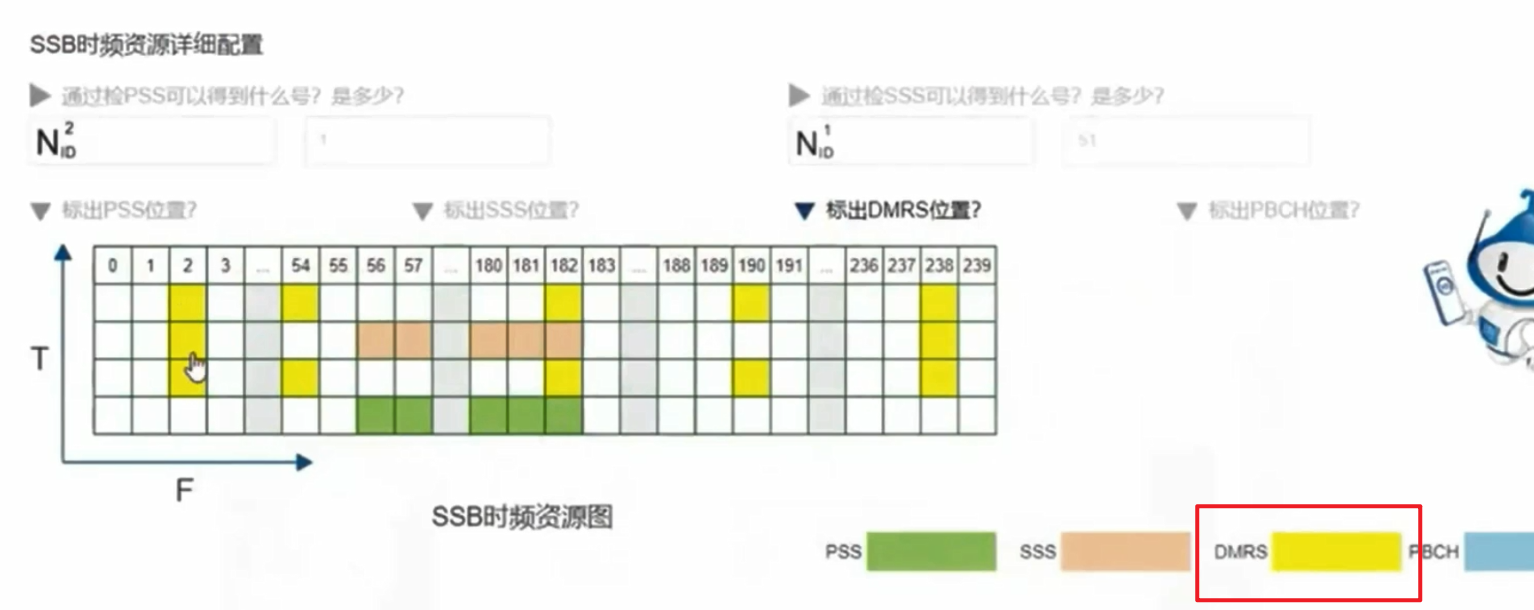 SSB时频资源详细配置
通过检PSS可以得到什么号？是多少？
通过检SSS可以得到什么号？是多少？
N 2 ID
1
N 1 ID
51
标出PSS位置?
标出SSS位置?
标出DMRS位置?
标出PBCH位置?
0 1 2 3 ... 54 55 56 57 ... 180 181 182 183 ... 188 189 190 191 ... 236 237 238 239
T
F
SSB时频资源图
PSS SSS DMRS PBCH